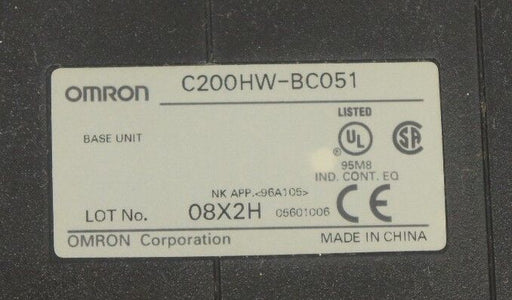 OMRON C200HW-BC051
LISTED
BASE UNIT
UL ® SA
95M8
IND. CONT. EQ
NK APP.<96A105>
LOT No. 08X2H 05601006 CE
OMRON Corporation MADE IN CHINA